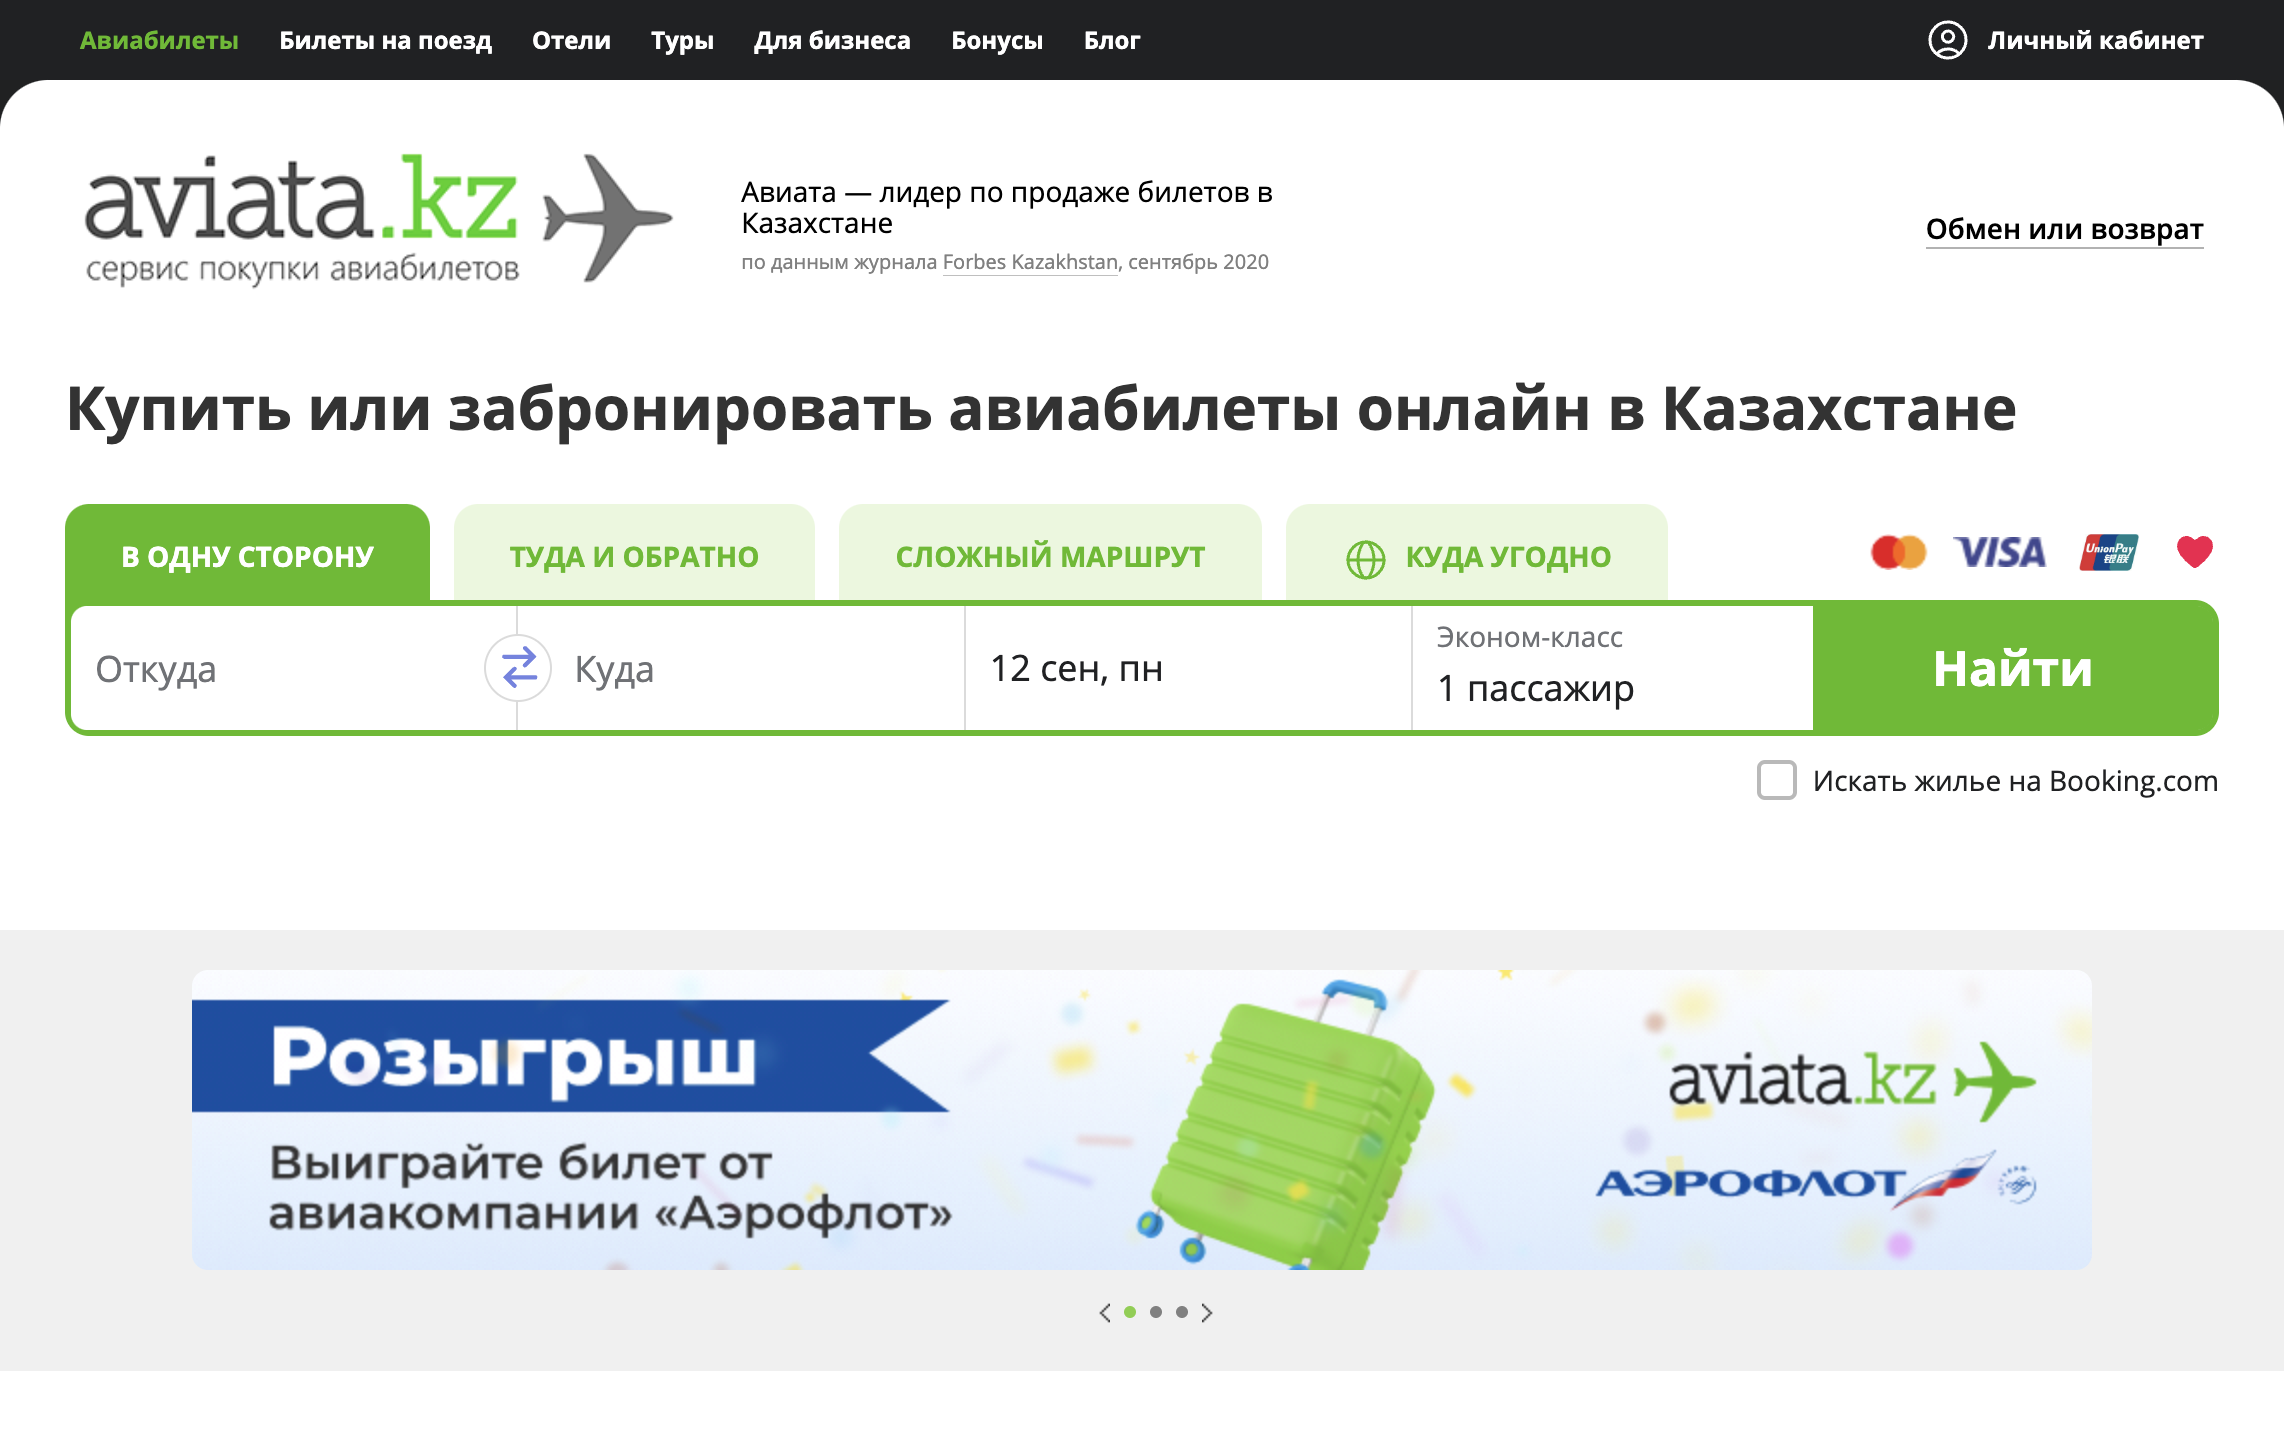 Авиабилеты Билеты на поезд Отели Туры Для бизнеса Бонусы Блог Личный кабинет
aviata.kz
сервис покупки авиабилетов
Авиата — лидер по продаже билетов в
Казахстане
по данным журнала Forbes Kazakhstan, сентябрь 2020
Обмен или возврат
Купить или забронировать авиабилеты онлайн в Казахстане
В ОДНУ СТОРОНУ ТУДА И ОБРАТНО СЛОЖНЫЙ МАРШРУТ КУДА УГОДНО VISA UnionPay 银联
Откуда Куда 12 сен, пн Эконом-класс
1 пассажир
Найти
Искать жилье на Booking.com
Розыгрыш
Выиграйте билет от
авиакомпании «Аэрофлот»
aviata.kz
АЭРОФЛОТ